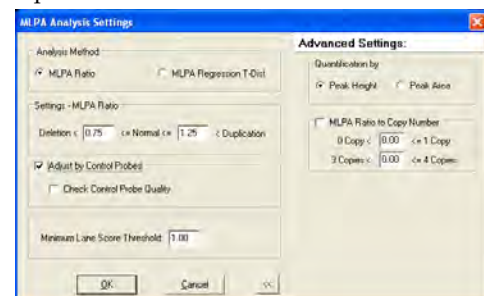 MLPA Analysis Settings
Analysis Method
MLPA Ratio
MLPA Regression T-Dist
Settings - MLPA Ratio
Deletion < 0.75 <= Normal <= 1.25 < Duplication
Adjust by Control Probes
Check Control Probe Quality
Minimum Lane Score Threshold: 1.00
OK
Cancel
<<
Advanced Settings:
Quantification by
Peak Height
Peak Area
MLPA Ratio to Copy Number
0 Copy < 0.00 <= 1 Copy
3 Copies < 0.00 <= 4 Copies